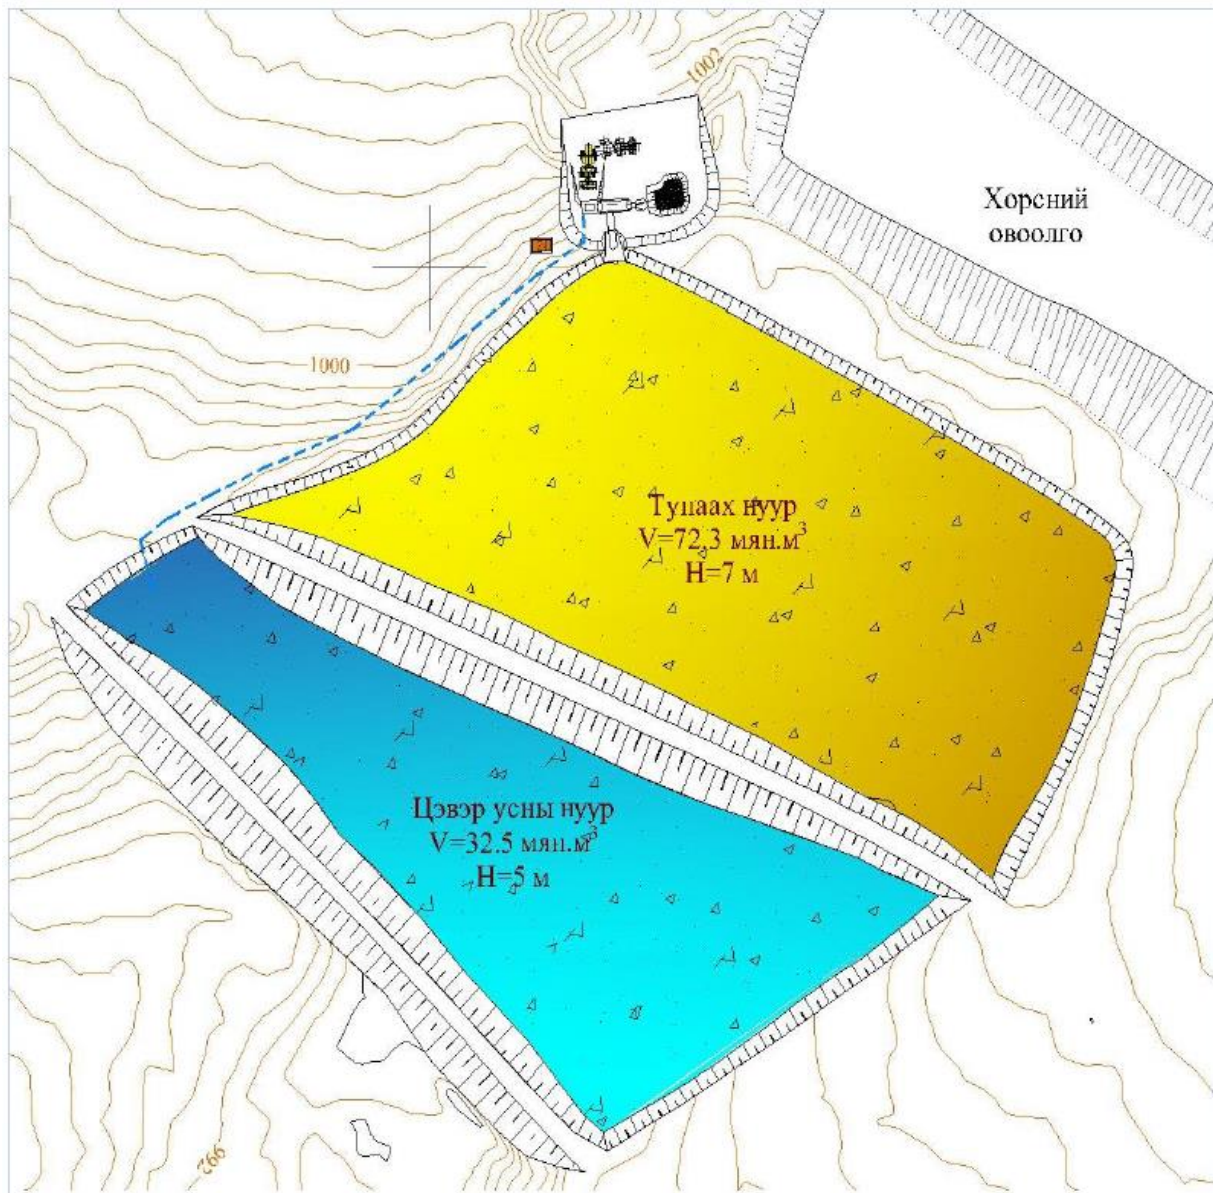 1002
Хөрсний
овоолго
1000
Тунаах нуур
V=72.3 мян.м³
H=7 м
Цэвэр усны нуур
V=32.5 мян.м³
H=5 м
992